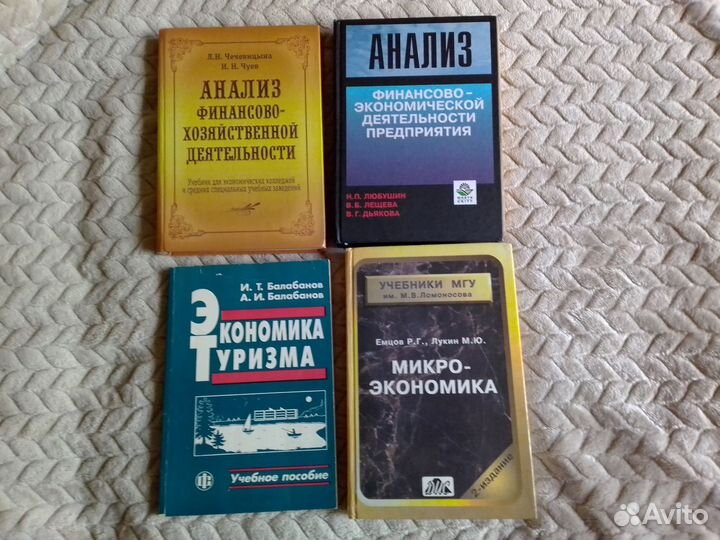 Л.Н. Чечевицына
И. Н. Чуев
АНАЛИЗ
ФИНАНСОВО-
ХОЗЯЙСТВЕННОЙ
ДЕЯТЕЛЬНОСТИ
Учебник для экономических колледжей
и средних специальных учебных заведений
АНАЛИЗ
ФИНАНСОВО-
ЭКОНОМИЧЕСКОЙ
ДЕЯТЕЛЬНОСТИ
ПРЕДПРИЯТИЯ
Н.П. ЛЮБУШИН
В.Б. ЛЕЩЕВА
В.Г. ДЬЯКОВА
И. Т. Балабанов
А. И. Балабанов
ЭКОНОМИКА
ТУРИЗМА
Учебное пособие
УЧЕБНИКИ МГУ
им. М.В.Ломоносова
Емцов Р.Г., Лукин М.Ю.
МИКРО-
ЭКОНОМИКА
2-издание
Avito